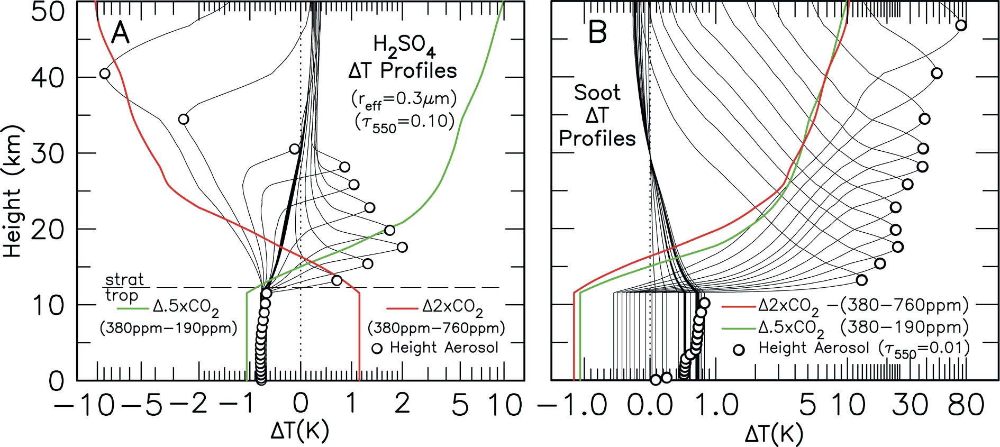 50
40
30
20
10
0
Height (km)
A
H2SO4
ΔT Profiles
(reff=0.3μm)
(τ550=0.10)
strat
trop
Δ.5xCO2
(380ppm−190ppm)
Δ2xCO2
(380ppm−760ppm)
Height Aerosol
−10 −5 −2 −1 0 1 2 5 10
ΔT(K)
B
Soot
ΔT
Profiles
Δ2xCO2 −(380−760ppm)
Δ.5xCO2 (380−190ppm)
Height Aerosol (τ550=0.01)
−1.0 0.0 1.0 5 10 30 80
ΔT(K)